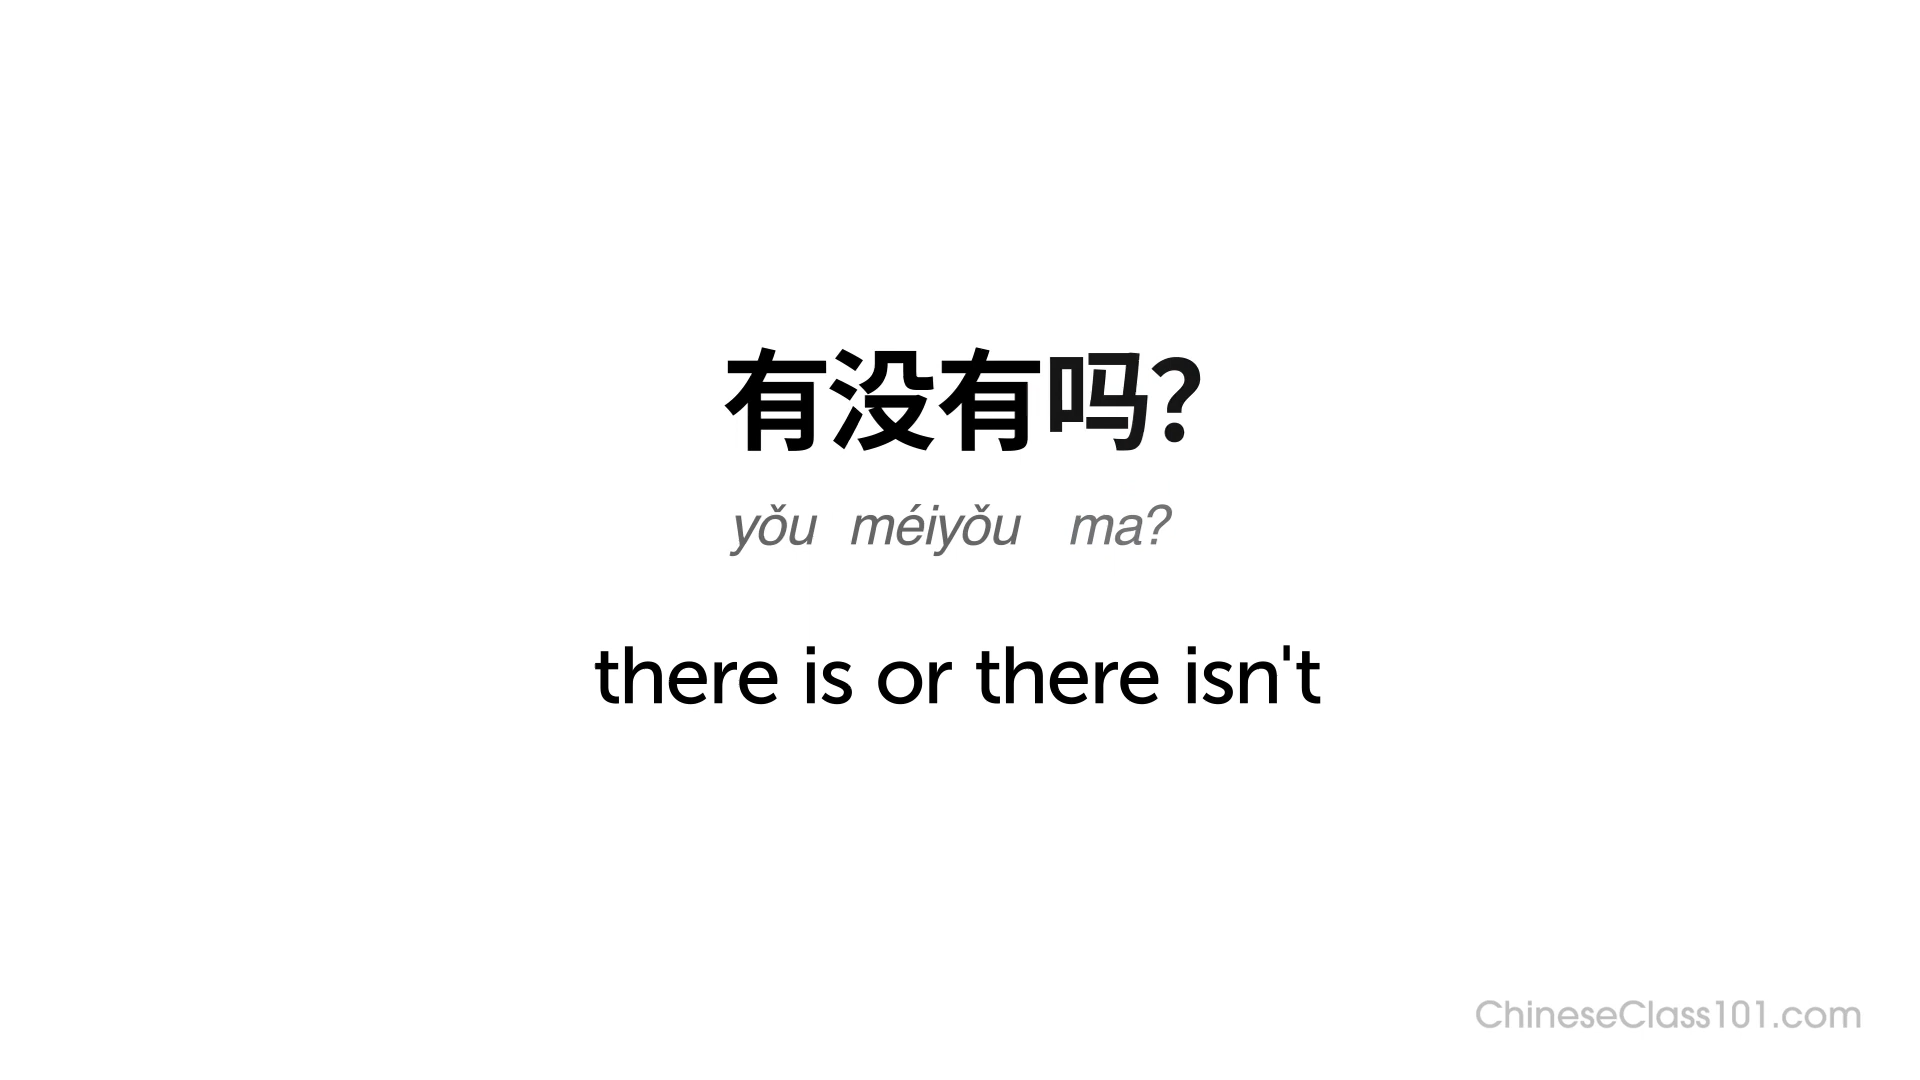 有没有吗?
yǒu méiyǒu ma?
there is or there isn't
ChineseClass101.com